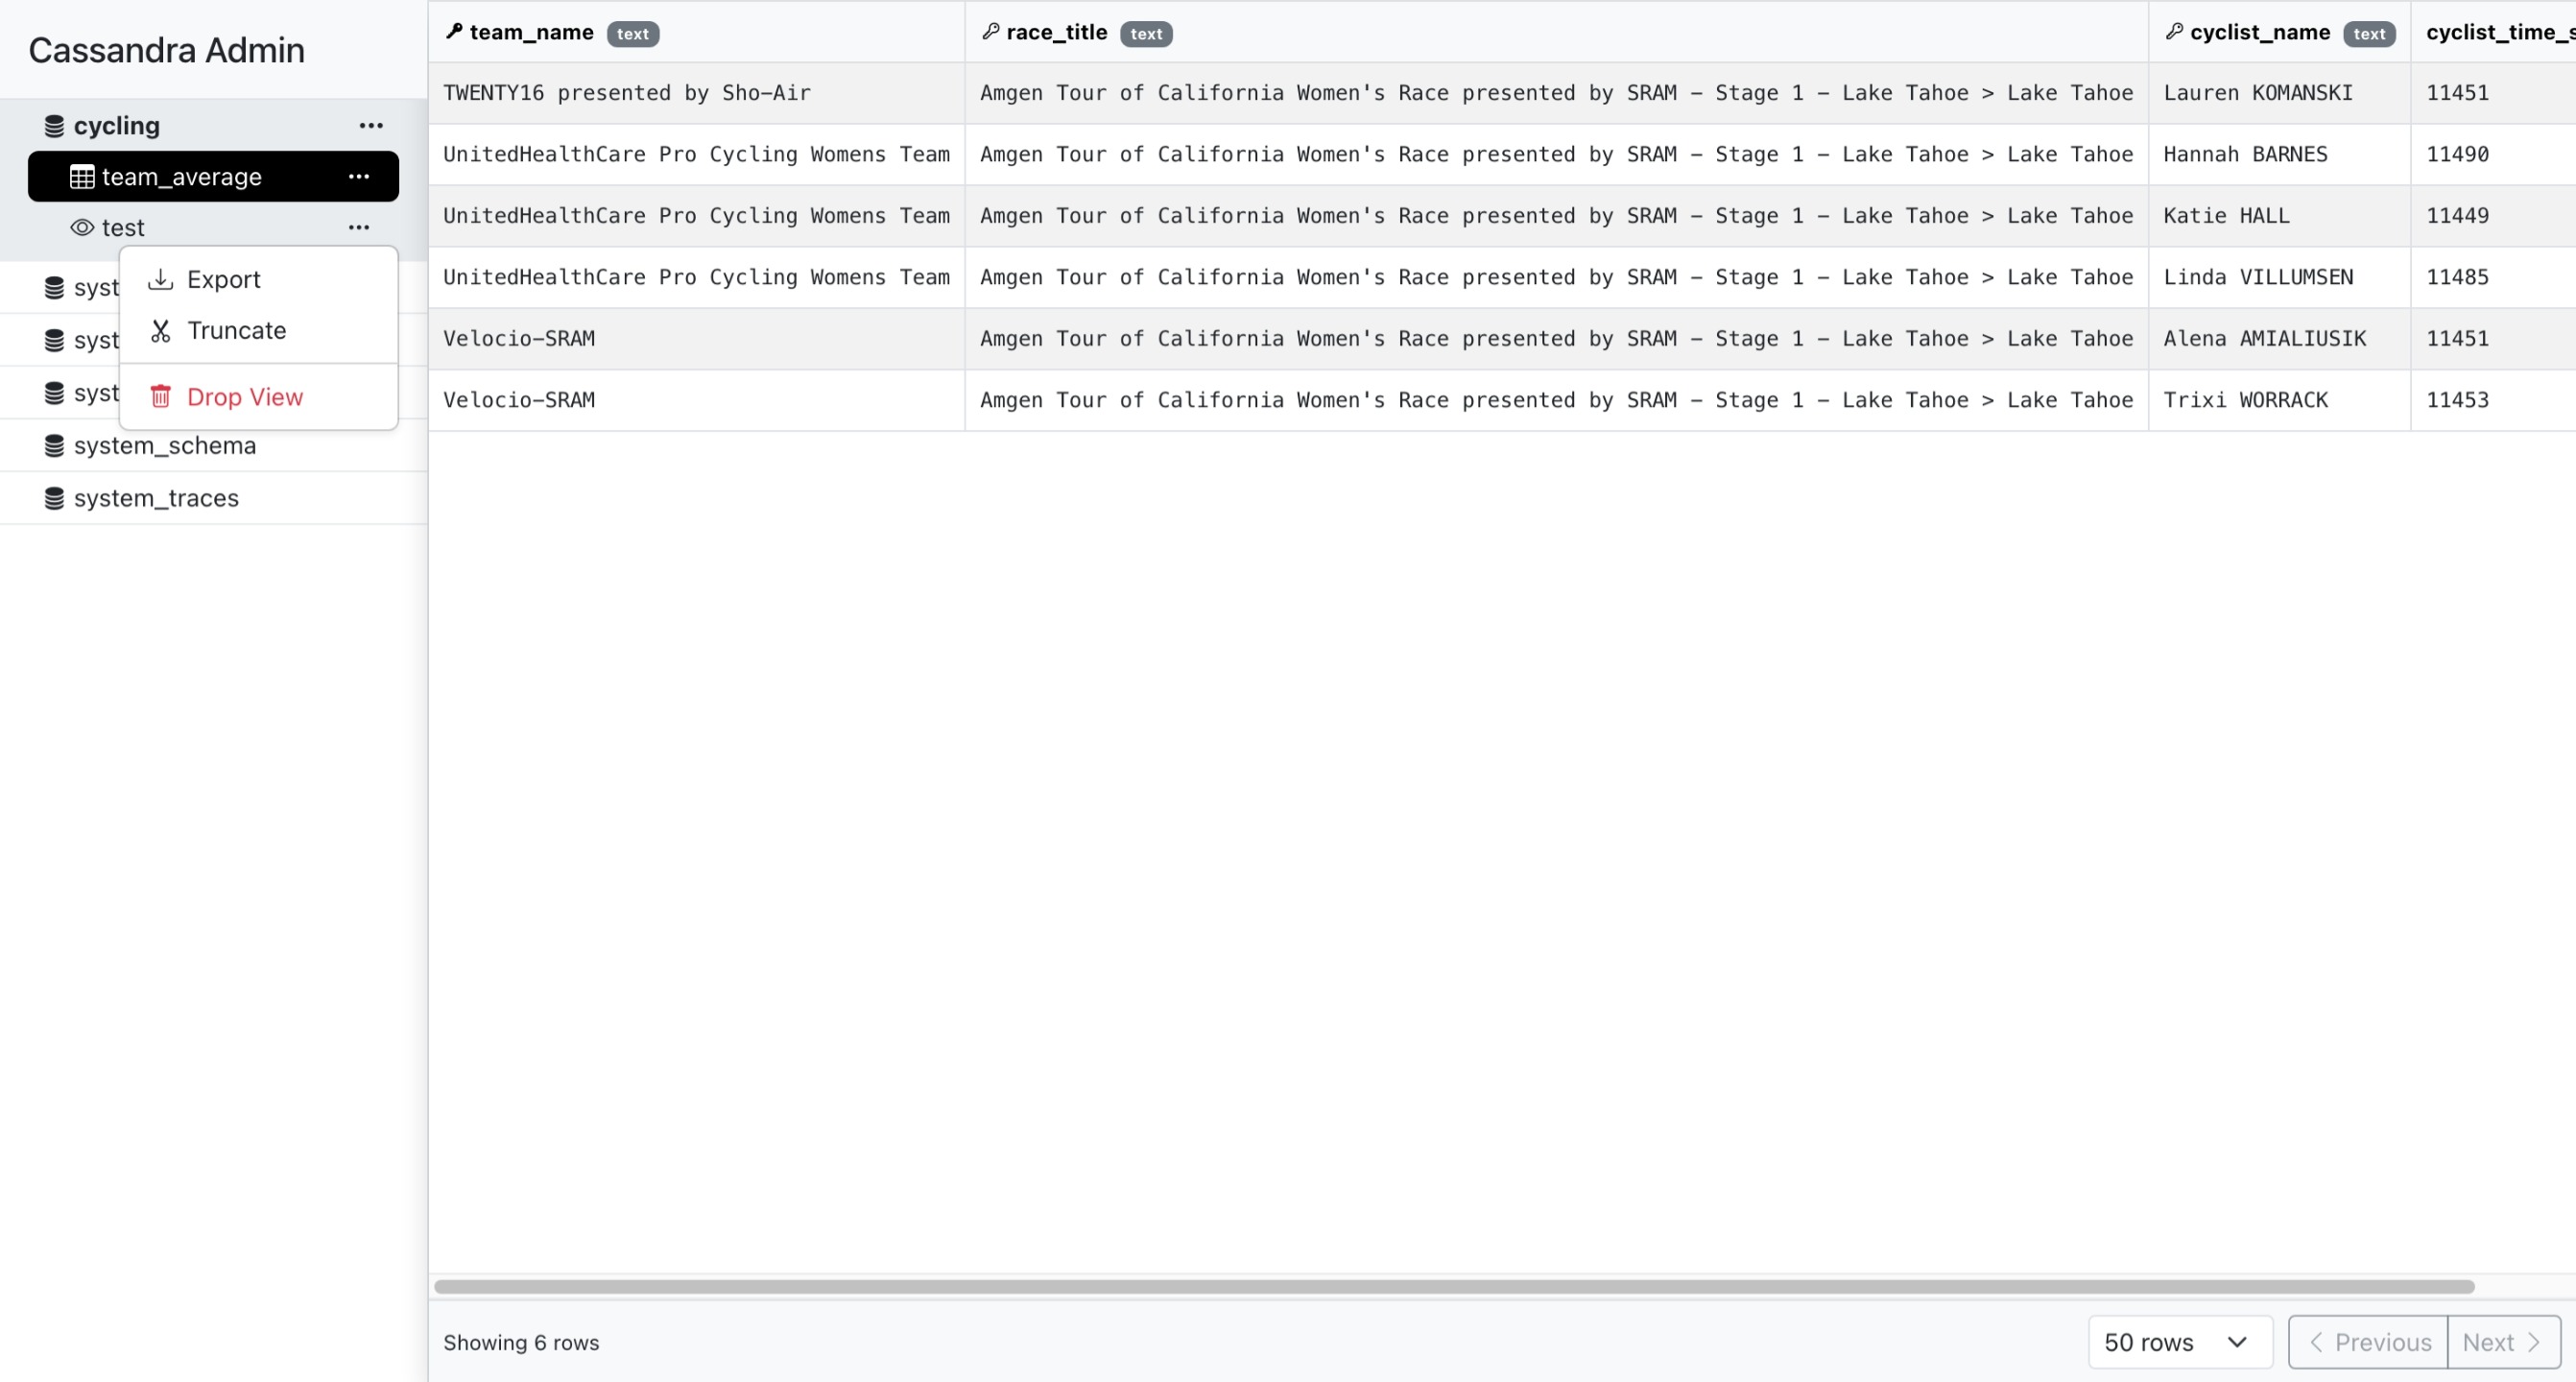 Cassandra Admin
cycling
team_average
test
Export
Truncate
Drop View
syst
syst
syst
system_schema
system_traces
team_name text race_title text cyclist_name text cyclist_time_s
TWENTY16 presented by Sho-Air Amgen Tour of California Women's Race presented by SRAM - Stage 1 - Lake Tahoe > Lake Tahoe Lauren KOMANSKI 11451
UnitedHealthCare Pro Cycling Womens Team Amgen Tour of California Women's Race presented by SRAM - Stage 1 - Lake Tahoe > Lake Tahoe Hannah BARNES 11490
UnitedHealthCare Pro Cycling Womens Team Amgen Tour of California Women's Race presented by SRAM - Stage 1 - Lake Tahoe > Lake Tahoe Katie HALL 11449
UnitedHealthCare Pro Cycling Womens Team Amgen Tour of California Women's Race presented by SRAM - Stage 1 - Lake Tahoe > Lake Tahoe Linda VILLUMSEN 11485
Velocio-SRAM Amgen Tour of California Women's Race presented by SRAM - Stage 1 - Lake Tahoe > Lake Tahoe Alena AMIALIUSIK 11451
Velocio-SRAM Amgen Tour of California Women's Race presented by SRAM - Stage 1 - Lake Tahoe > Lake Tahoe Trixi WORRACK 11453
Showing 6 rows 50 rows Previous Next